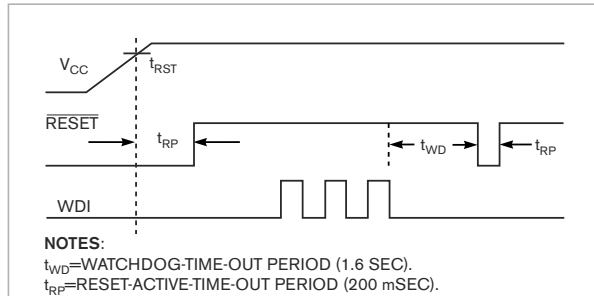 VCC
tRST
RESET
tRP
tWD
tRP
WDI
NOTES:
tWD=WATCHDOG-TIME-OUT PERIOD (1.6 SEC).
tRP=RESET-ACTIVE-TIME-OUT PERIOD (200 mSEC).